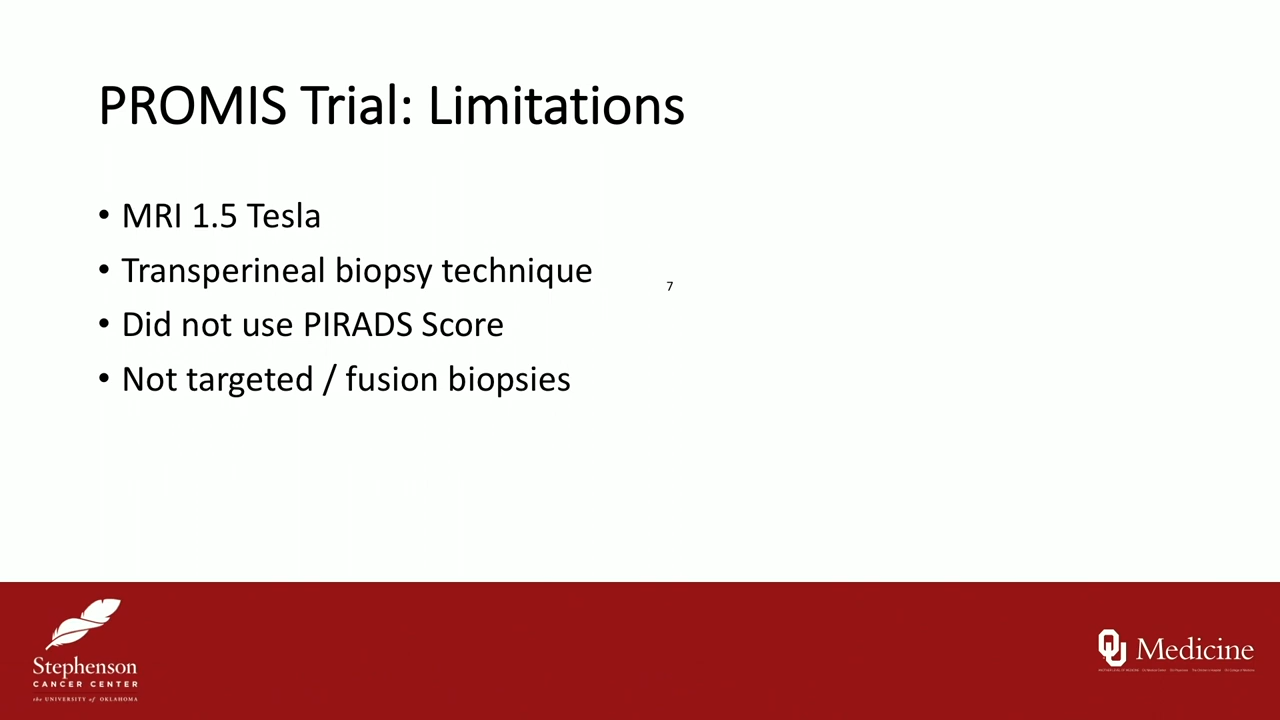 PROMIS Trial: Limitations
• MRI 1.5 Tesla
• Transperineal biopsy technique
7
• Did not use PIRADS Score
• Not targeted / fusion biopsies
Stephenson
CANCER CENTER
the UNIVERSITY of OKLAHOMA
OU Medicine